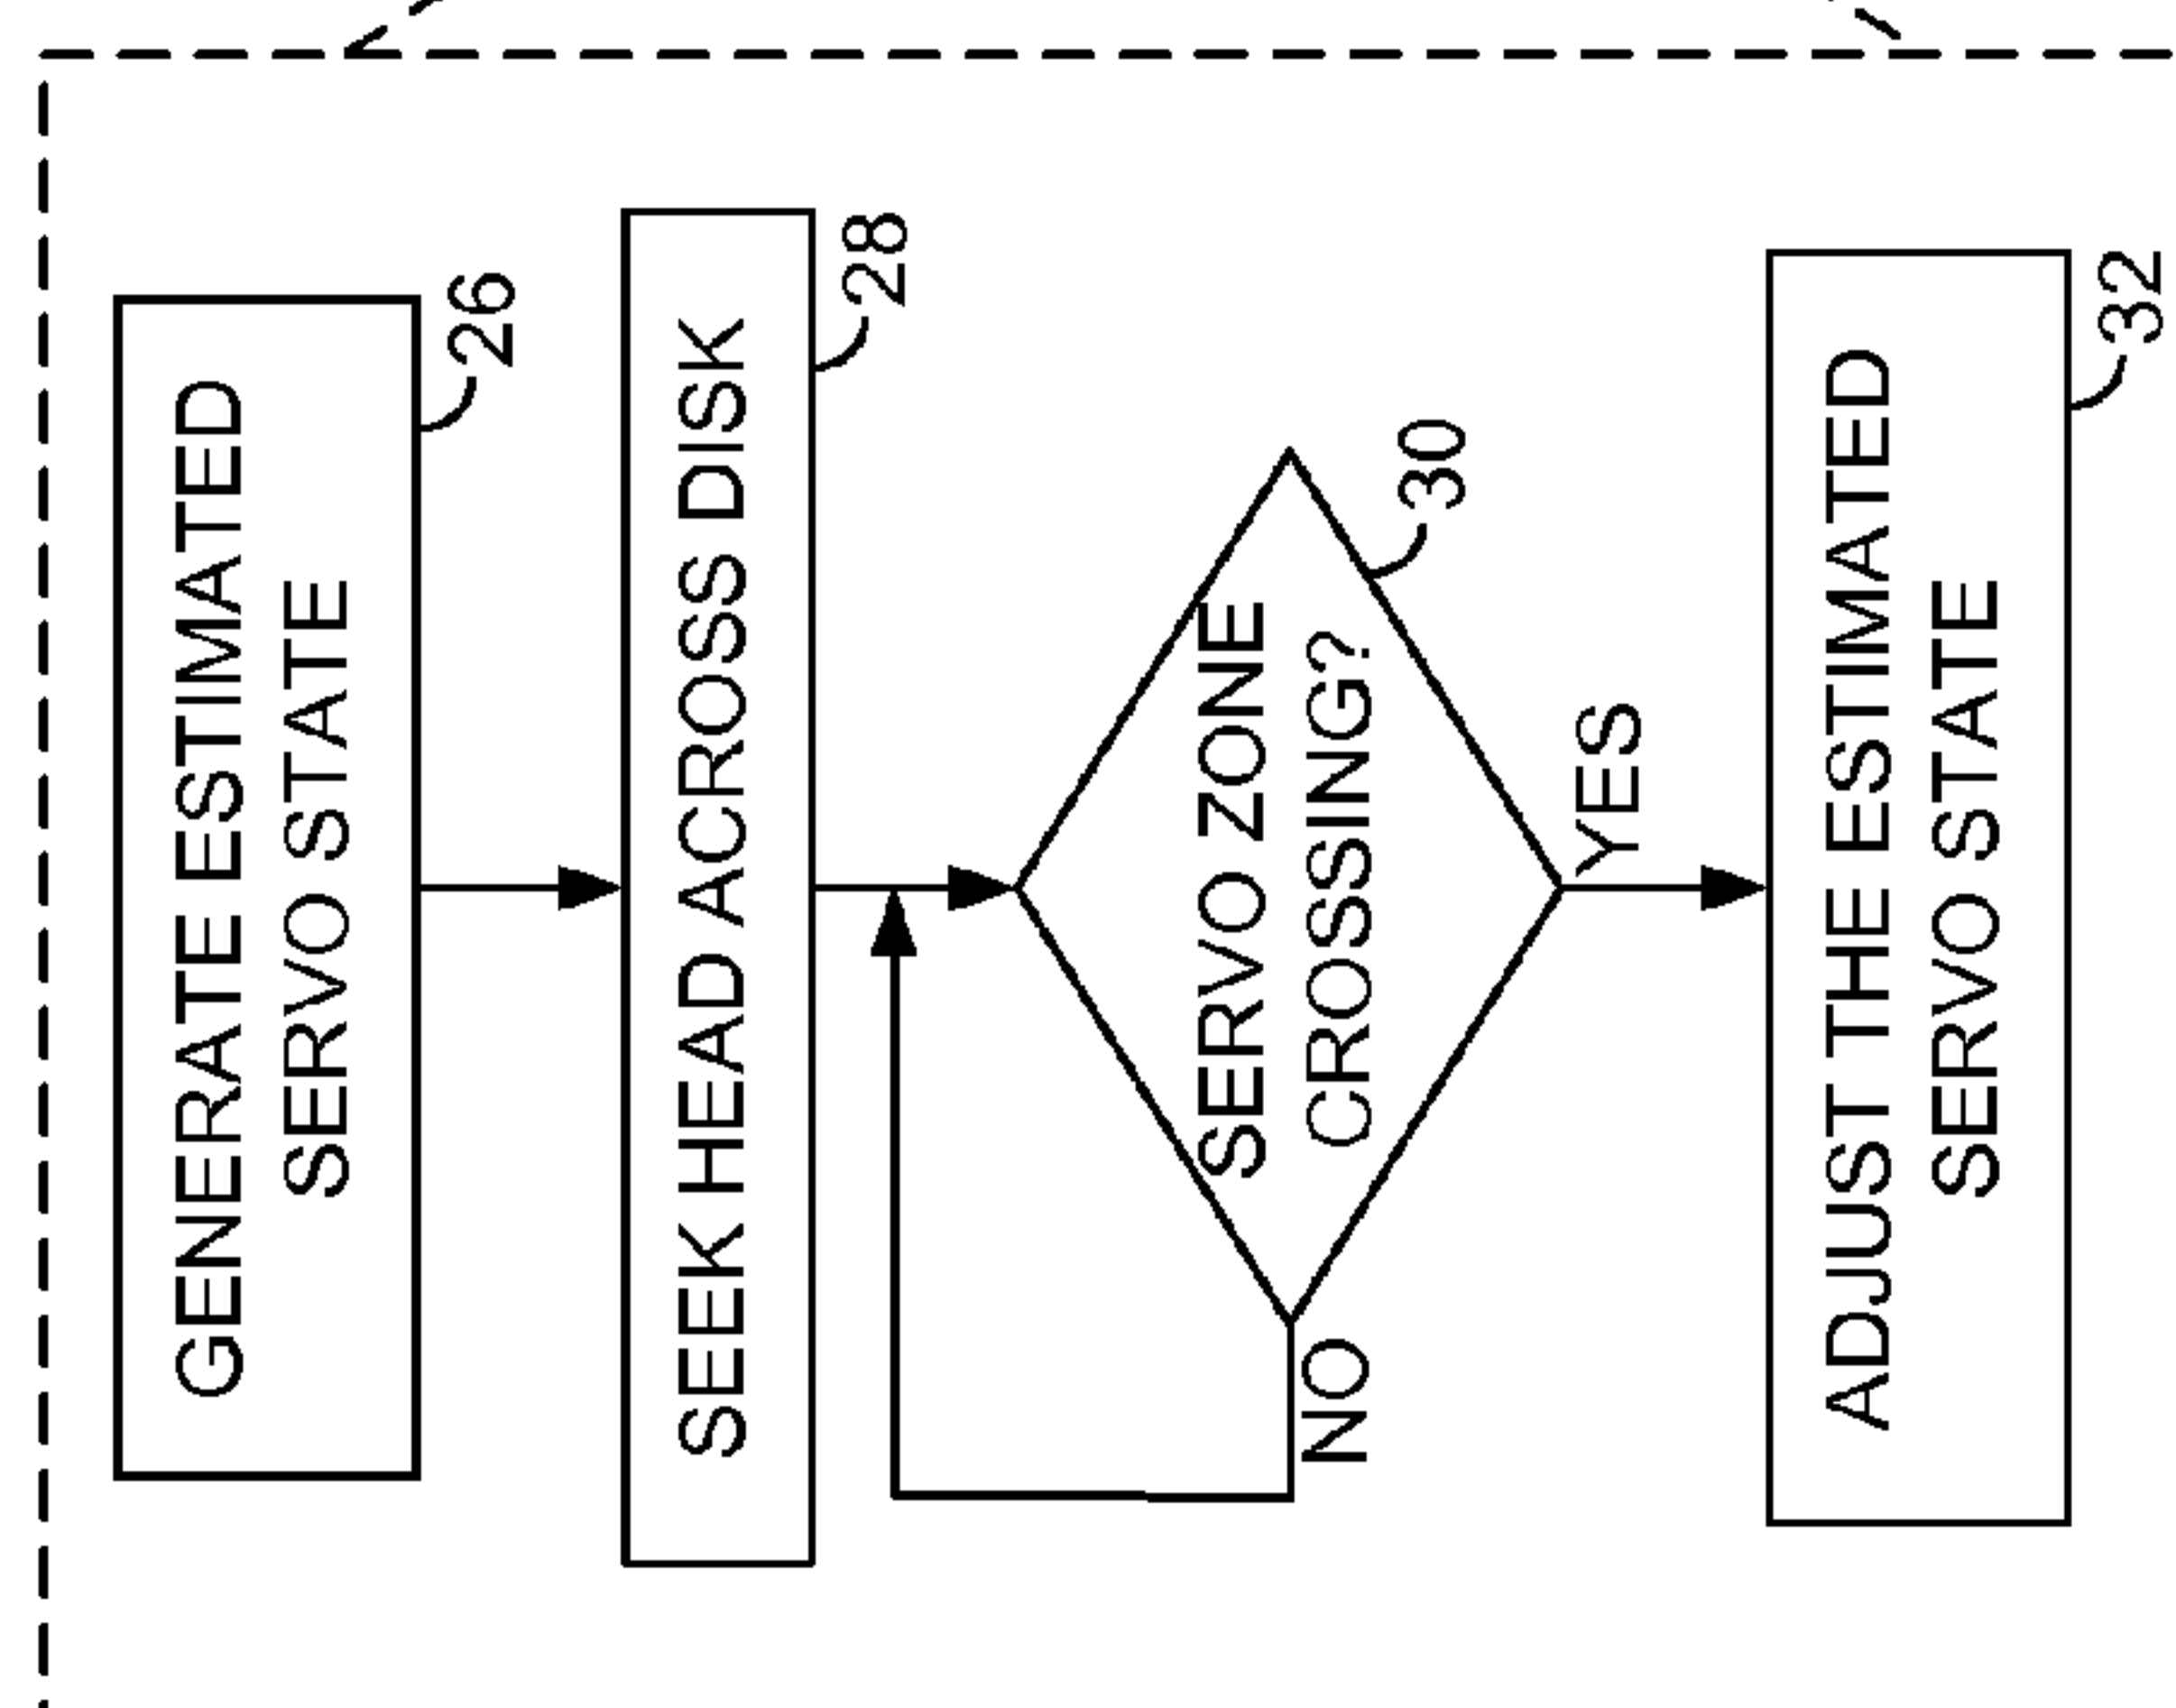 GENERATE ESTIMATED
SERVO STATE
26
SEEK HEAD ACROSS DISK
28
SERVO ZONE
CROSSING?
30
NO
YES
ADJUST THE ESTIMATED
SERVO STATE
32